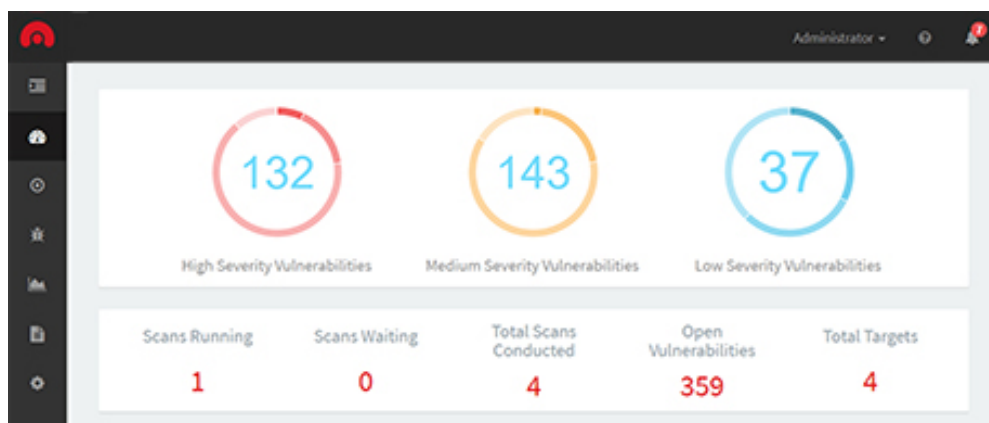 Administrator
7
132
143
37
High Severity Vulnerabilities
Medium Severity Vulnerabilities
Low Severity Vulnerabilities
Scans Running
Scans Waiting
Total Scans
Conducted
Open
Vulnerabilities
Total Targets
1
0
4
359
4